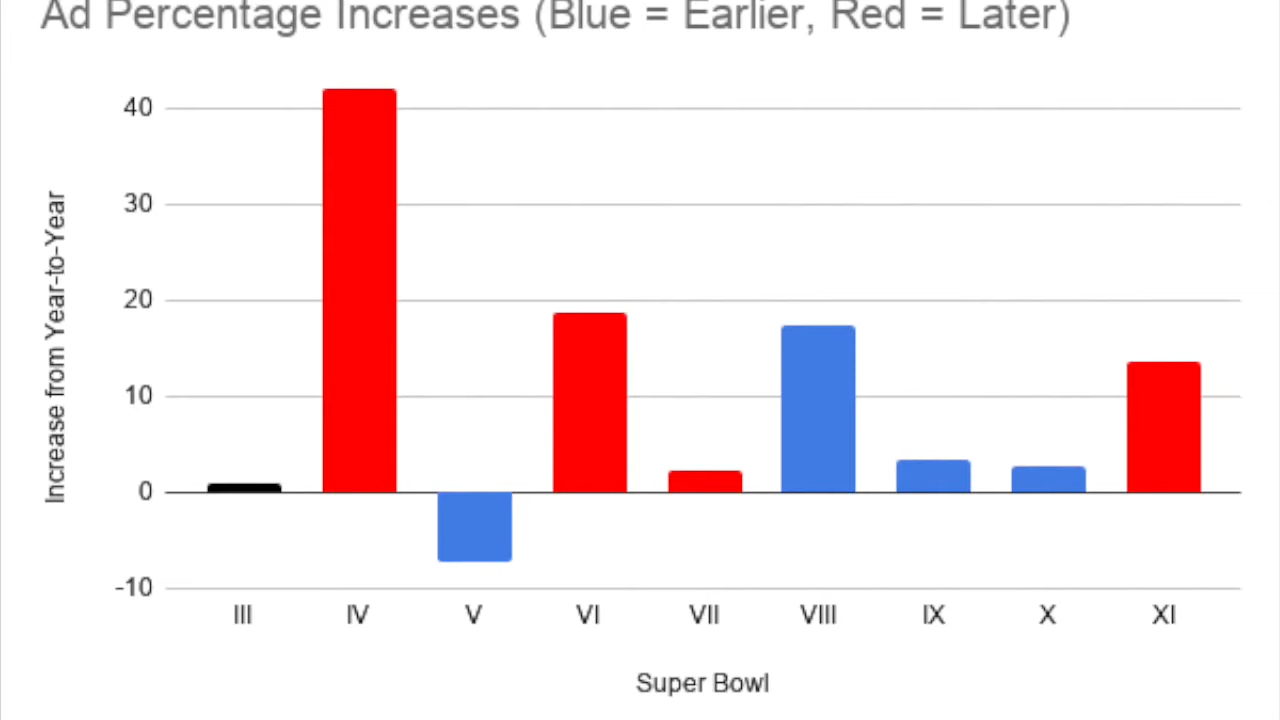 Ad Percentage Increases (Blue = Earlier, Red = Later)
Increase from Year-to-Year
40
30
20
10
0
-10
III IV V VI VII VIII IX X XI
Super Bowl